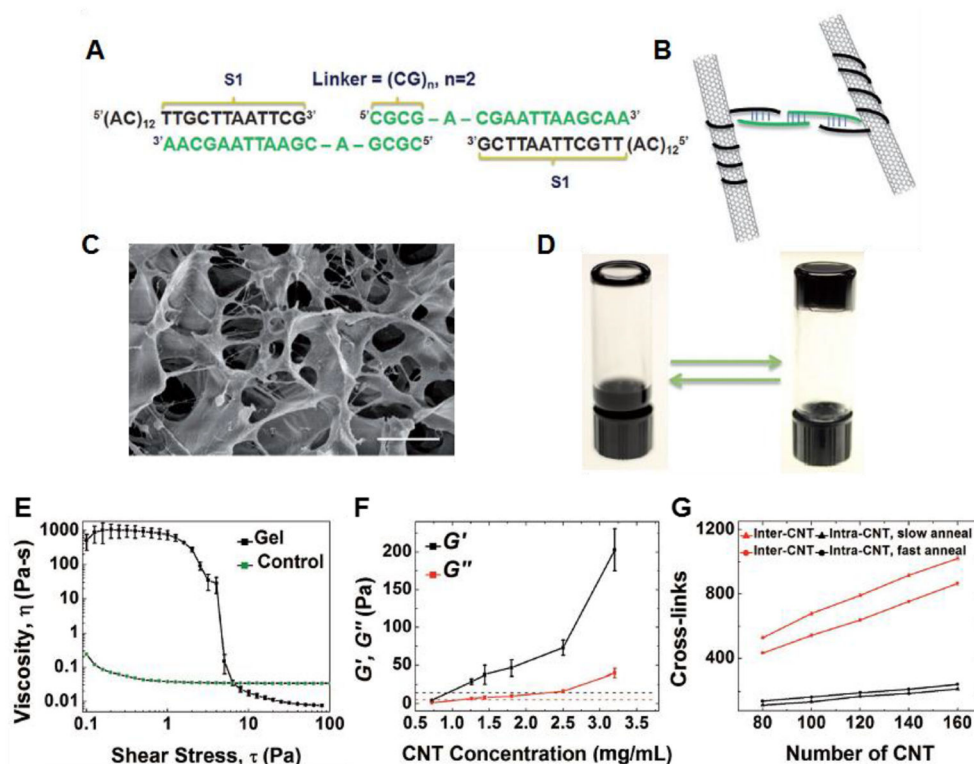 A
B
S1
Linker = (CG)n, n=2
5'(AC)12 TTGCTTAATTCG3' 5'CGCG–A–CGAATTAAGCAA3'
3'AACGAATTAAGC–A–GCGC5' 3'GCTTAATTCGTT(AC)12 5'
S1
C
D
E
1000
100
10
1
0.1
0.01
Viscosity, η (Pa-s)
Gel
Control
0.1 1 10 100
Shear Stress, τ (Pa)
F
200
150
100
50
0
G', G'' (Pa)
G'
G''
1.0 1.5 2.0 2.5 3.0 3.5
CNT Concentration (mg/mL)
G
1200
800
400
Cross-links
Inter-CNT Intra-CNT, slow anneal
Inter-CNT Intra-CNT, fast anneal
80 100 120 140 160
Number of CNT